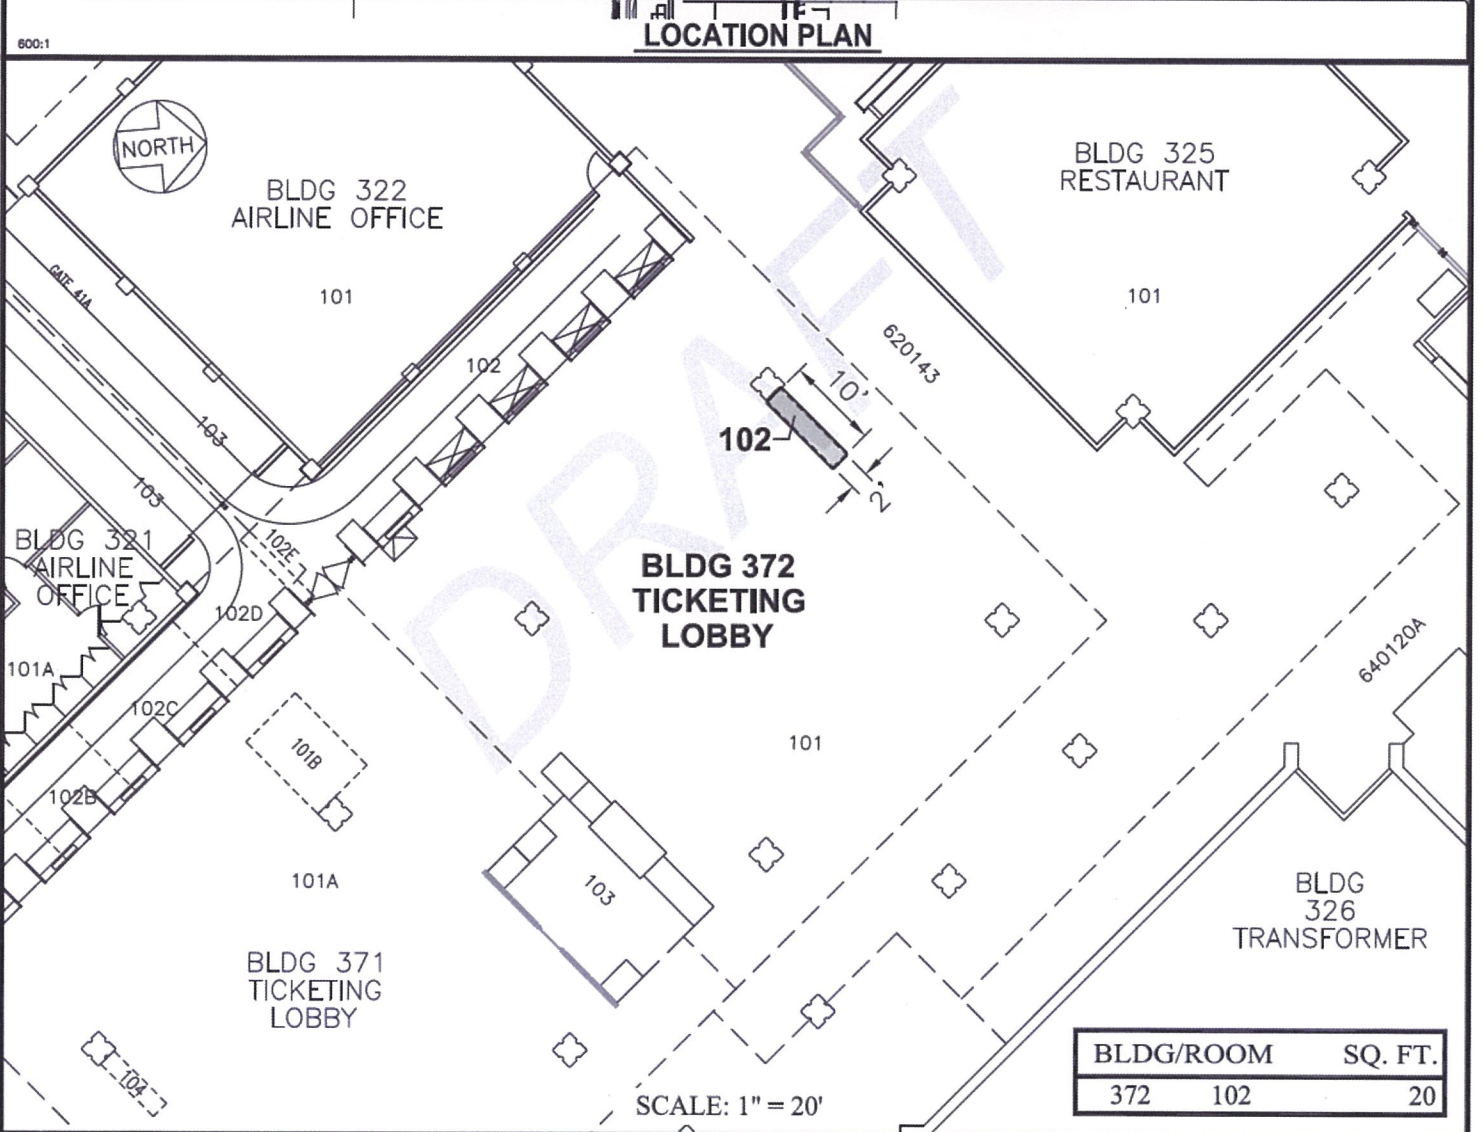 LOCATION PLAN
600:1
NORTH
BLDG 322
AIRLINE OFFICE
101
GATE 41A
102
103
103
BLDG 325
RESTAURANT
101
620143
10'
102
2'
BLDG 321
AIRLINE
OFFICE
102E
102D
101A
102C
102B
101B
BLDG 372
TICKETING
LOBBY
101
640120A
101A
103
BLDG 371
TICKETING
LOBBY
104
BLDG
326
TRANSFORMER
DRAFT
SCALE: 1" = 20'
BLDG/ROOM SQ. FT.
372 102 20